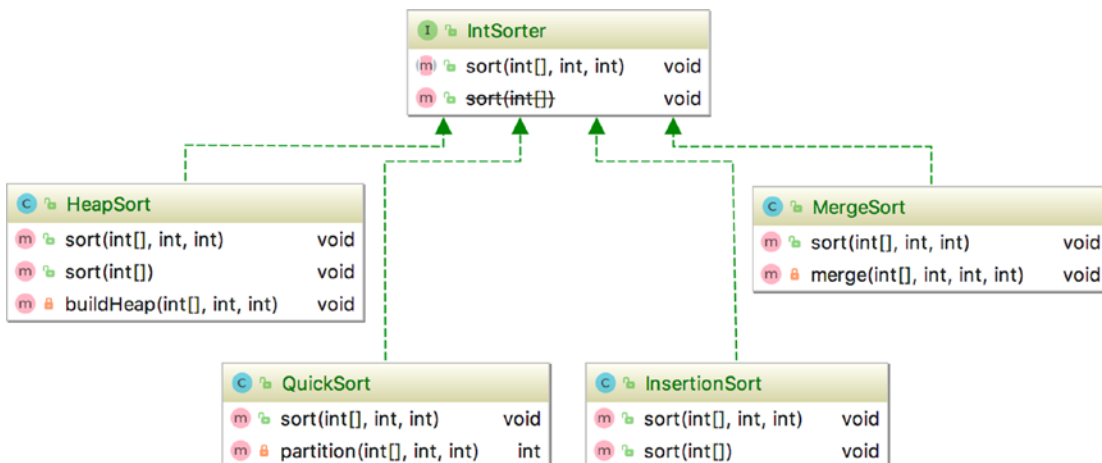 I IntSorter
m sort(int[], int, int) void
m sort(int[]) void
C HeapSort
m sort(int[], int, int) void
m sort(int[]) void
m buildHeap(int[], int, int) void
C MergeSort
m sort(int[], int, int) void
m merge(int[], int, int, int) void
C QuickSort
m sort(int[], int, int) void
m partition(int[], int, int) int
C InsertionSort
m sort(int[], int, int) void
m sort(int[]) void